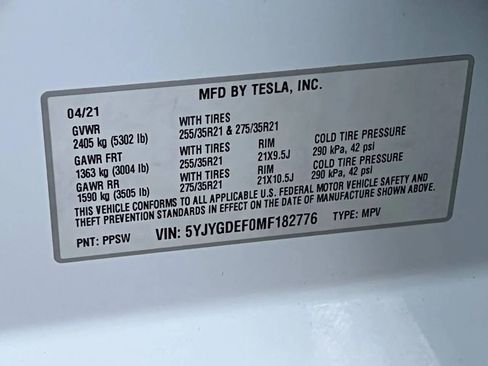 MFD BY TESLA, INC.
04/21
GVWR WITH TIRES
2405 kg (5302 lb) 255/35R21 & 275/35R21
GAWR FRT WITH TIRES RIM COLD TIRE PRESSURE
1363 kg (3004 lb) 255/35R21 21X9.5J 290 kPa, 42 psi
GAWR RR WITH TIRES RIM COLD TIRE PRESSURE
1590 kg (3505 lb) 275/35R21 21X10.5J 290 kPa, 42 psi
THIS VEHICLE CONFORMS TO ALL APPLICABLE U.S. FEDERAL MOTOR VEHICLE SAFETY AND
THEFT PREVENTION STANDARDS IN EFFECT ON THE DATE OF MANUFACTURE SHOWN ABOVE.
PNT: PPSW VIN: 5YJYGDEF0MF182776 TYPE: MPV